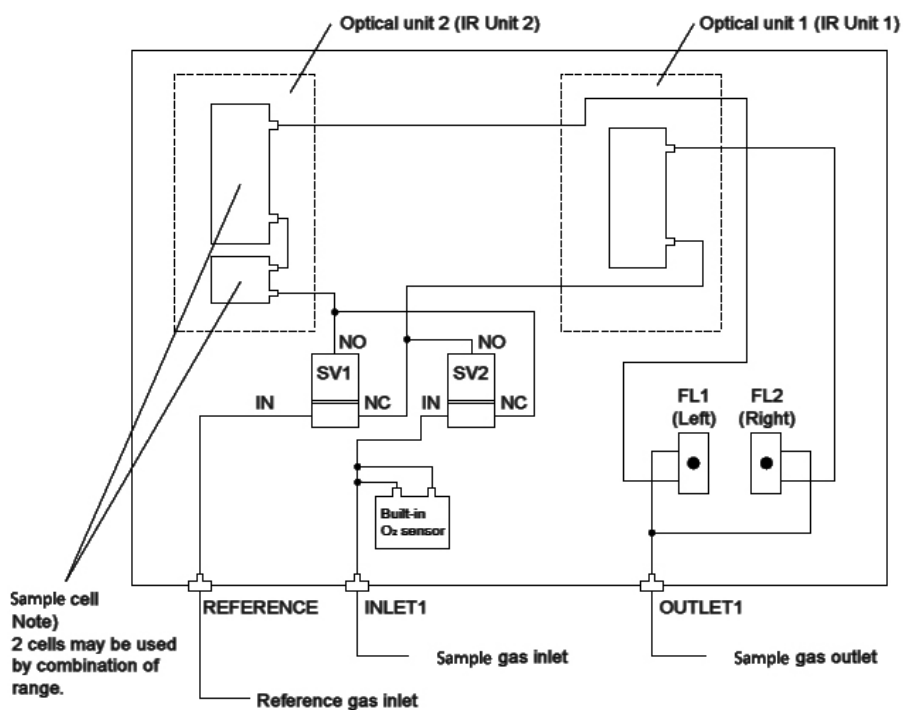 Optical unit 2 (IR Unit 2)
Optical unit 1 (IR Unit 1)
NO
NO
SV1
SV2
IN
NC
IN
NC
FL1
(Left)
FL2
(Right)
Built-in
O₂ sensor
Sample cell
Note)
2 cells may be used
by combination of
range.
REFERENCE
INLET1
OUTLET1
Sample gas inlet
Sample gas outlet
Reference gas inlet